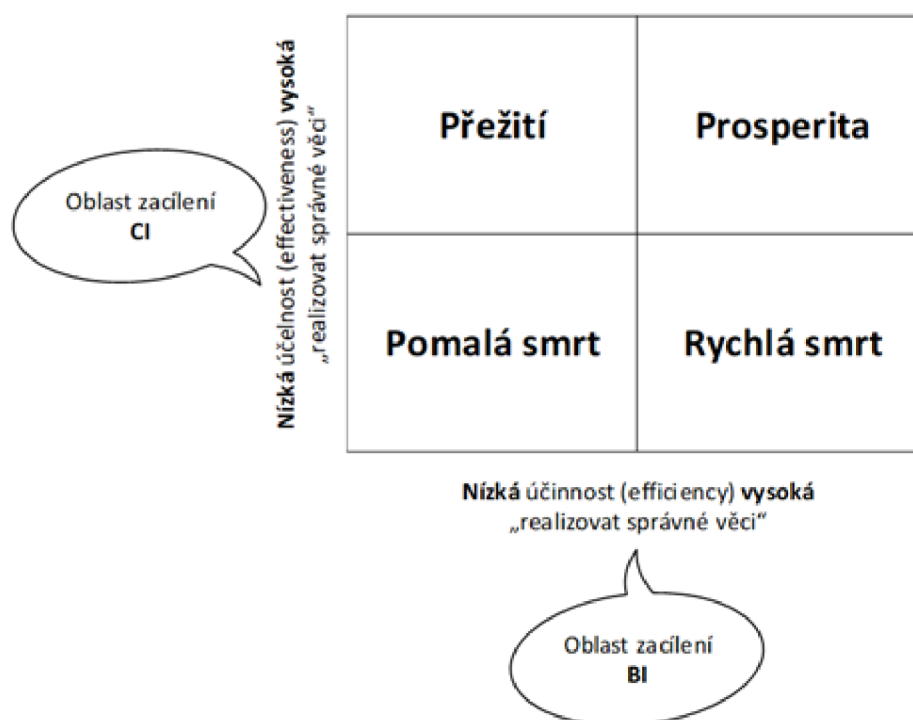 Přežití
Prosperita
Oblast zacílení
CI
Nízká účelnost (effectiveness) vysoká
„realizovat správné věci“
Pomalá smrt
Rychlá smrt
Nízká účinnost (efficiency) vysoká
„realizovat správné věci“
Oblast zacílení
BI